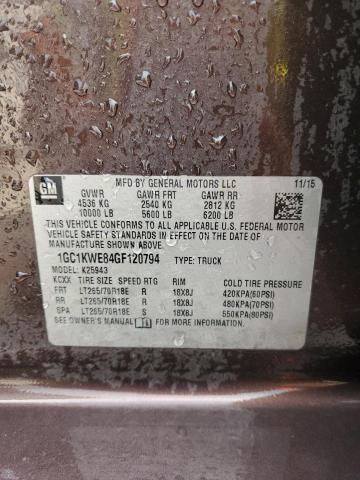 GM
MFD BY GENERAL MOTORS LLC 11/15
GVWR GAWR FRT GAWR RR
4536 KG 2540 KG 2812 KG
10000 LB 5600 LB 6200 LB
THIS VEHICLE CONFORMS TO ALL APPLICABLE U.S. FEDERAL MOTOR
VEHICLE SAFETY STANDARDS IN EFFECT ON THE DATE OF
MANUFACTURE SHOWN ABOVE.
1GC1KWE84GF120794 TYPE: TRUCK
MODEL: K25943
KCXX TIRE SIZE SPEED RTG RIM COLD TIRE PRESSURE
FRT LT265/70R18E R 18X8J 420KPA(60PSI)
RR LT265/70R18E R 18X8J 480KPA(70PSI)
SPA LT265/70R18E S 18X8J 550KPA(80PSI)
SEE OWNER'S MANUAL FOR MORE INFORMATION